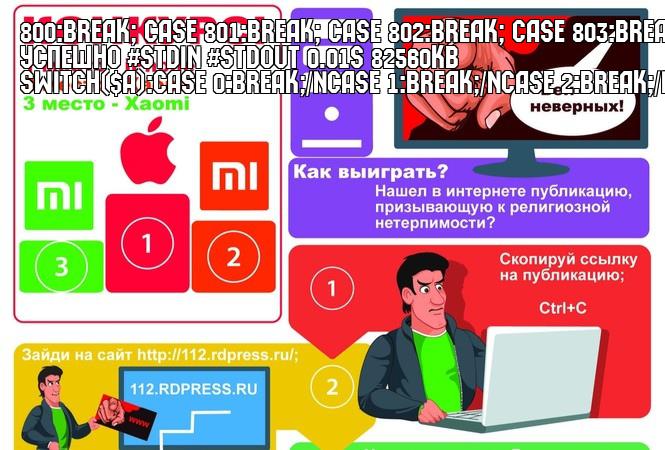 800:BREAK; CASE 801:BREAK; CASE 802:BREAK; CASE 803:BREA
УСПЕШНО #STDIN #STDOUT 0.01S 82560KB
SWITCH($A):CASE 0:BREAK;/NCASE 1:BREAK;/NCASE 2:BREAK;/
3 место - Xaomi
неверных!
mi
mi
1
2
3
Как выиграть?
Нашел в интернете публикацию,
призывающую к религиозной
нетерпимости?
1
Скопируй ссылку
на публикацию;
Ctrl+C
Зайди на сайт http://112.rdpress.ru/;
2
112.RDPRESS.RU
www